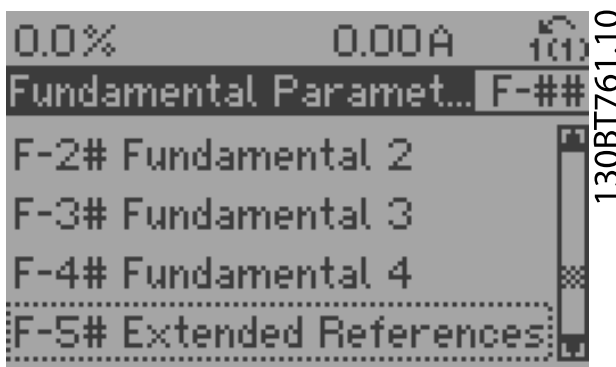 0.0% 0.00A 1(1)
Fundamental Paramet... F-##
F-2# Fundamental 2
F-3# Fundamental 3
F-4# Fundamental 4
F-5# Extended References
130BT761.10